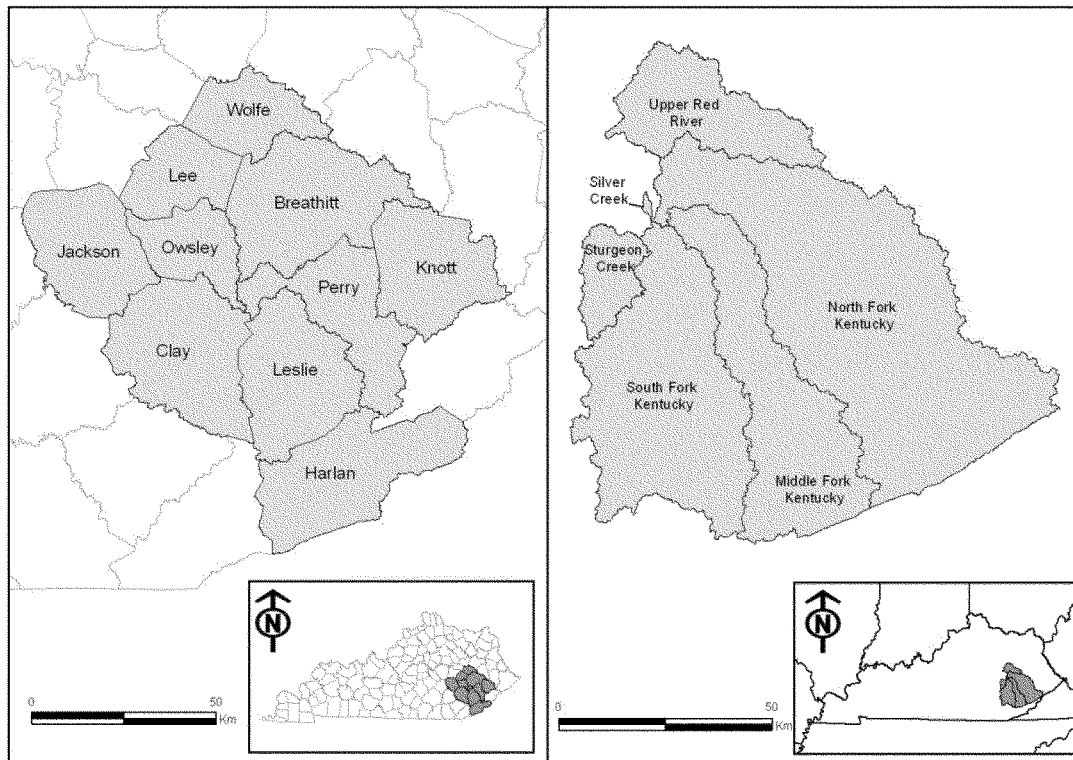 Wolfe
Lee
Breathitt
Jackson
Owsley
Knott
Perry
Clay
Leslie
Harlan
N
0
50
Km
Upper Red
River
Silver
Creek
Sturgeon
Creek
North Fork
Kentucky
South Fork
Kentucky
Middle Fork
Kentucky
N
0
50
Km